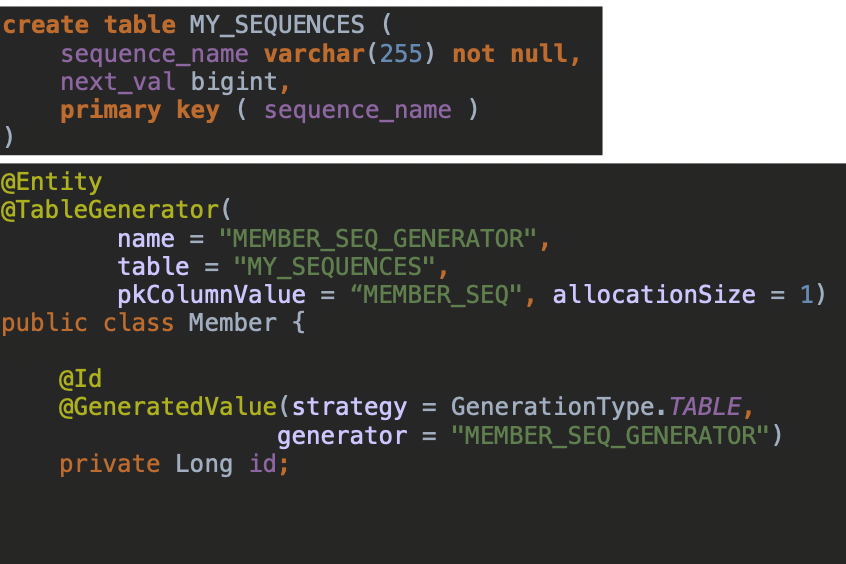 create table MY_SEQUENCES (
    sequence_name varchar(255) not null,
    next_val bigint,
    primary key ( sequence_name )
)
@Entity
@TableGenerator(
        name = "MEMBER_SEQ_GENERATOR",
        table = "MY_SEQUENCES",
        pkColumnValue = “MEMBER_SEQ", allocationSize = 1)
public class Member {
    @Id
    @GeneratedValue(strategy = GenerationType.TABLE,
                   generator = "MEMBER_SEQ_GENERATOR")
    private Long id;